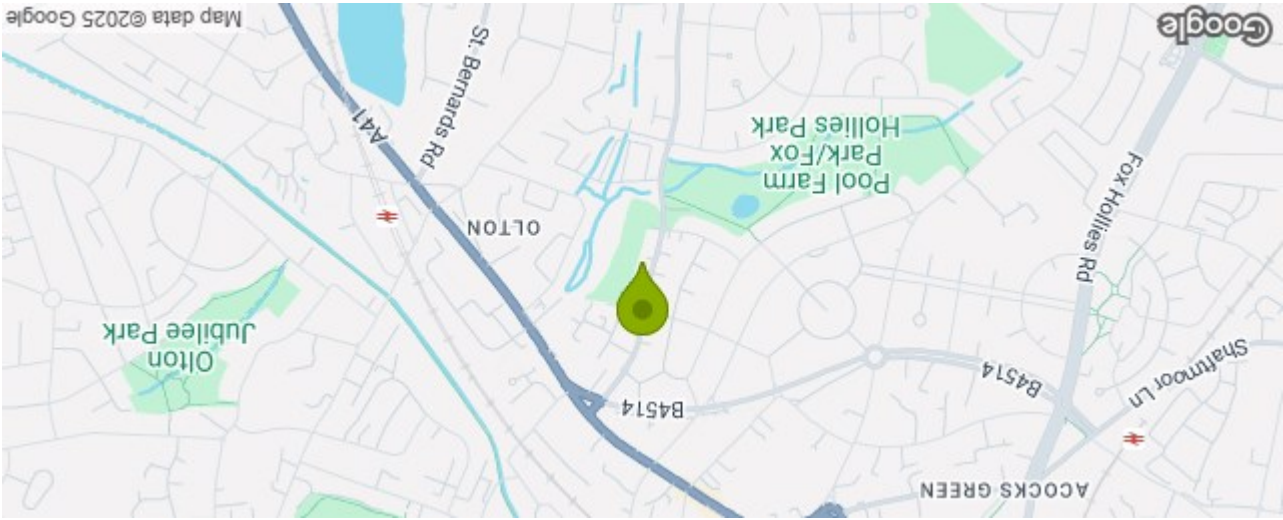 ACOCKS GREEN
B4514
B4514
Shaftmoor Ln
Fox Hollies Rd
Olton
Jubilee Park
OLTON
Pool Farm
Park/Fox
Hollies Park
A41
St. Bernards Rd
Google
Map data ©2025 Google